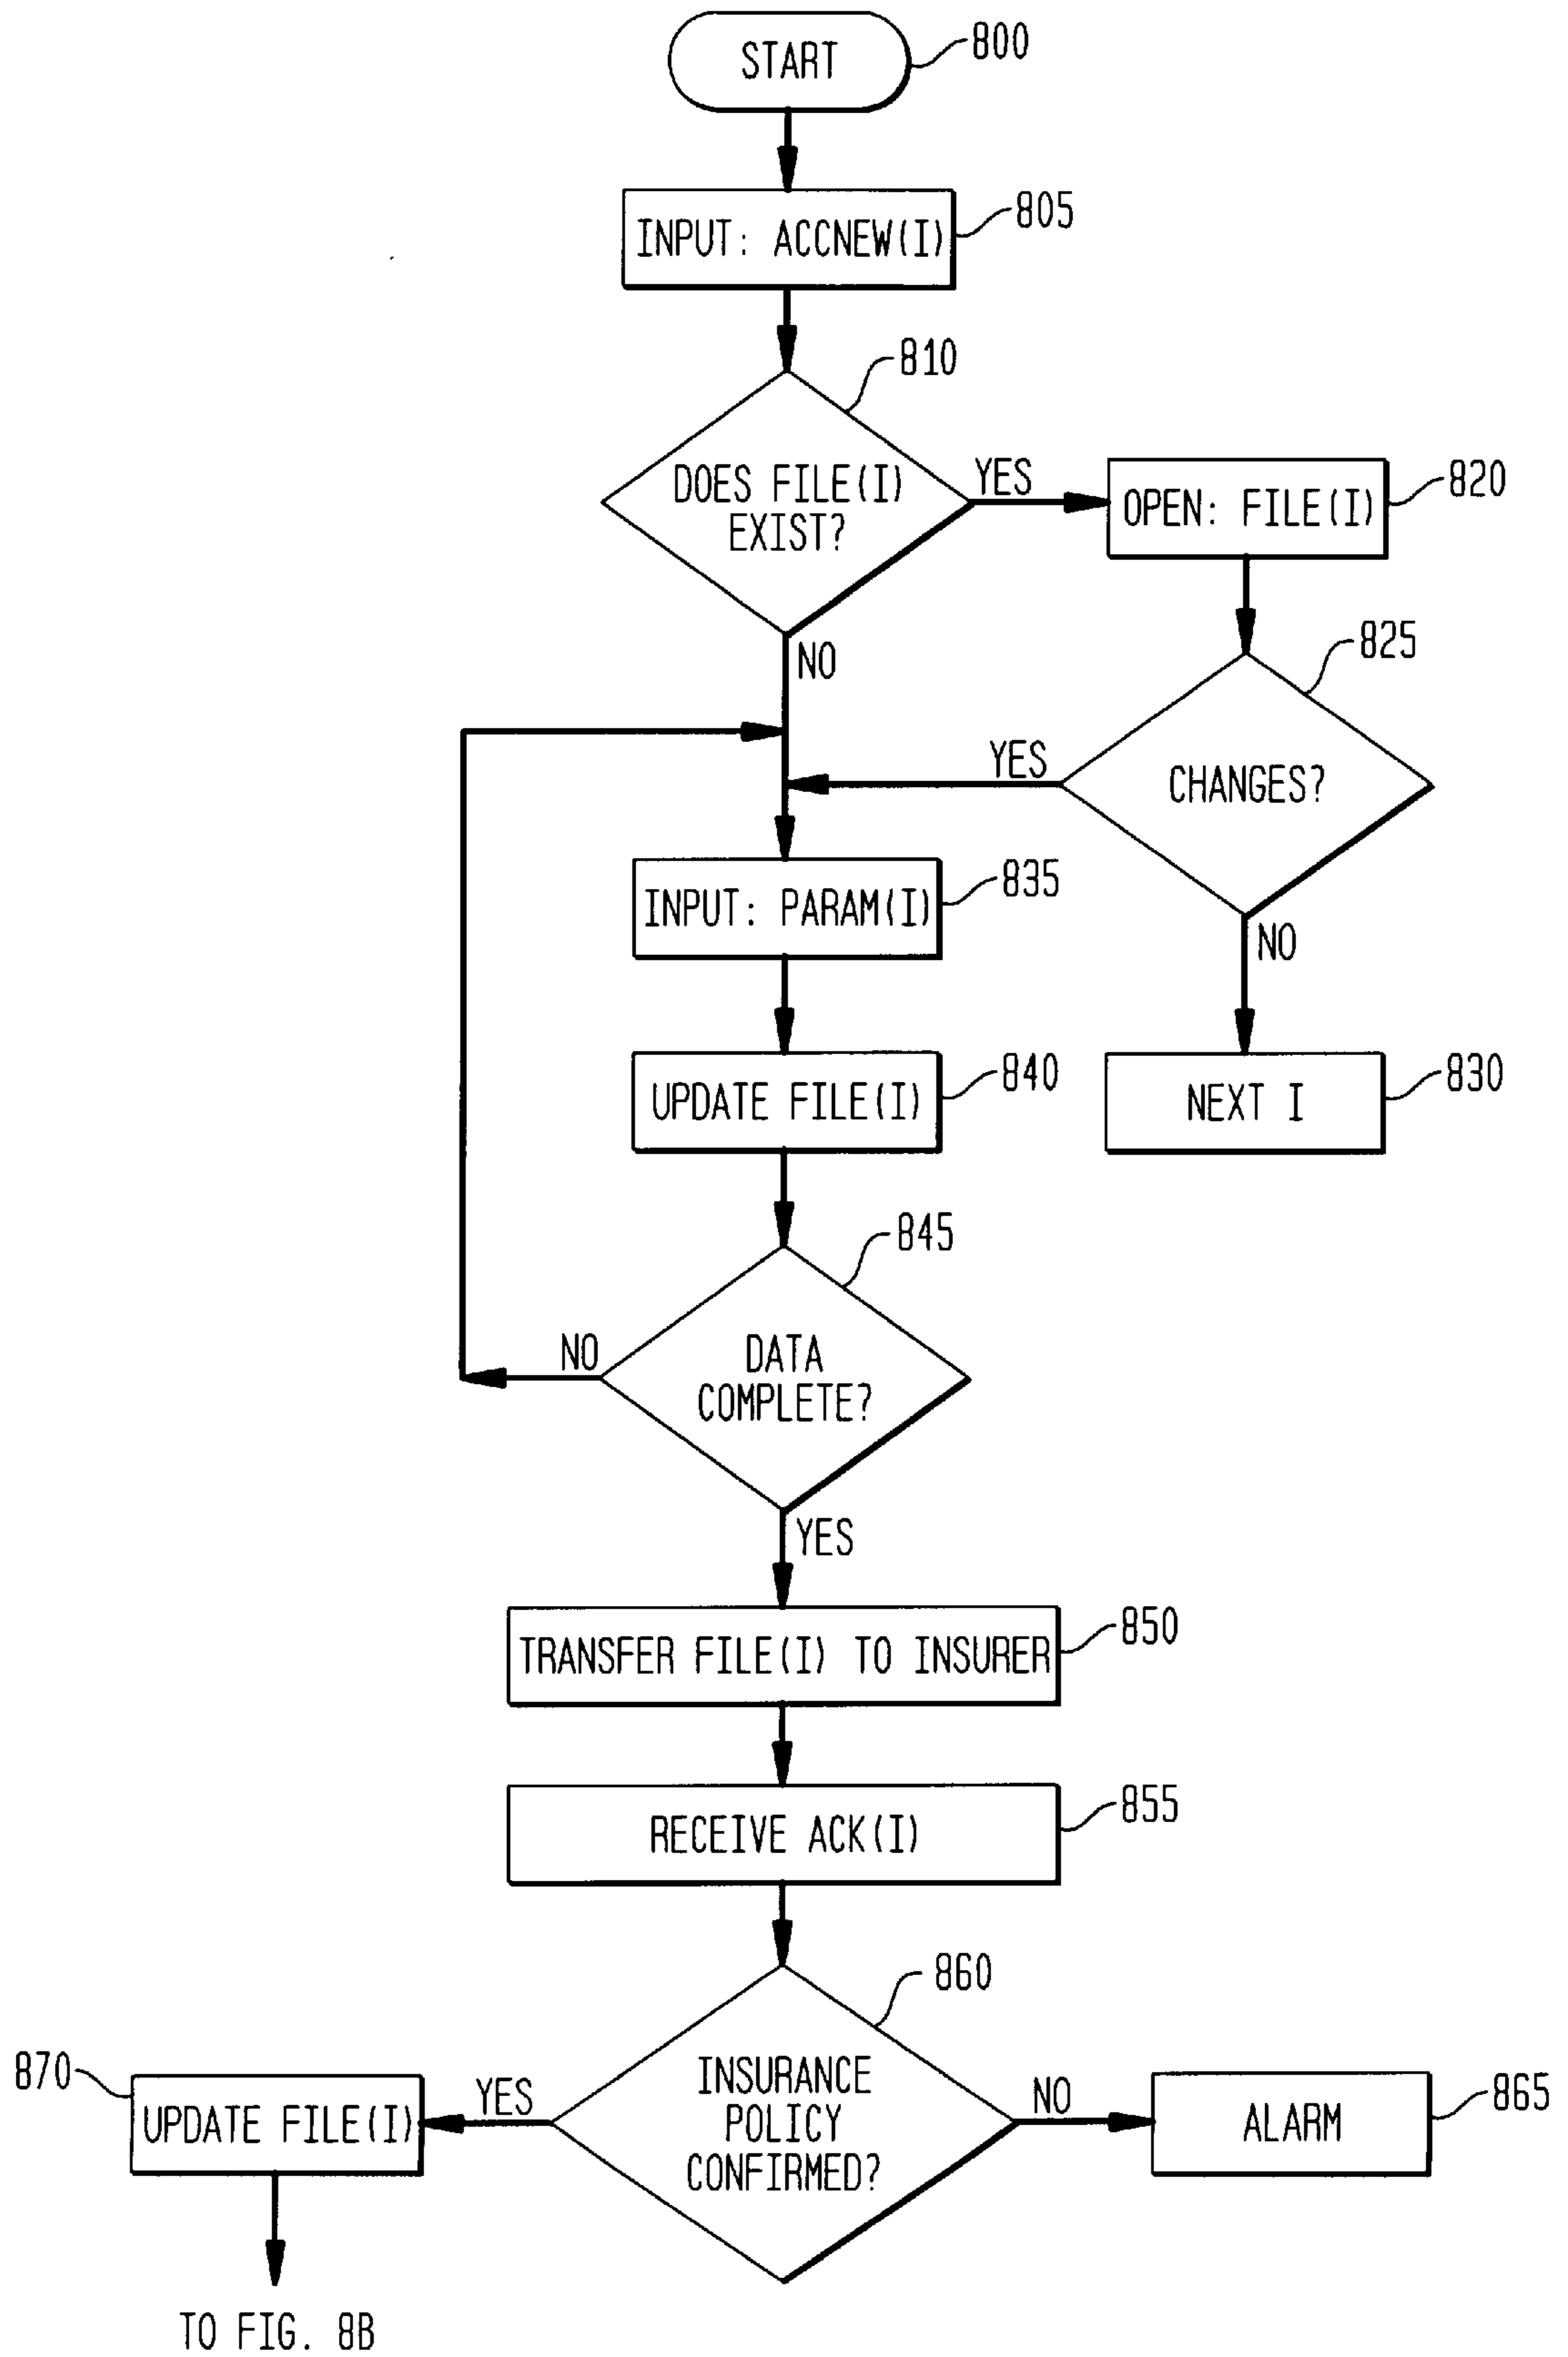 START
800
INPUT: ACCNEW(I)
805
810
DOES FILE(I)
EXIST?
YES
OPEN: FILE(I)
820
NO
825
CHANGES?
YES
NO
INPUT: PARAM(I)
835
UPDATE FILE(I)
840
NEXT I
830
845
DATA
COMPLETE?
NO
YES
TRANSFER FILE(I) TO INSURER
850
RECEIVE ACK(I)
855
860
INSURANCE
POLICY
CONFIRMED?
YES
NO
870
UPDATE FILE(I)
ALARM
865
TO FIG. 8B